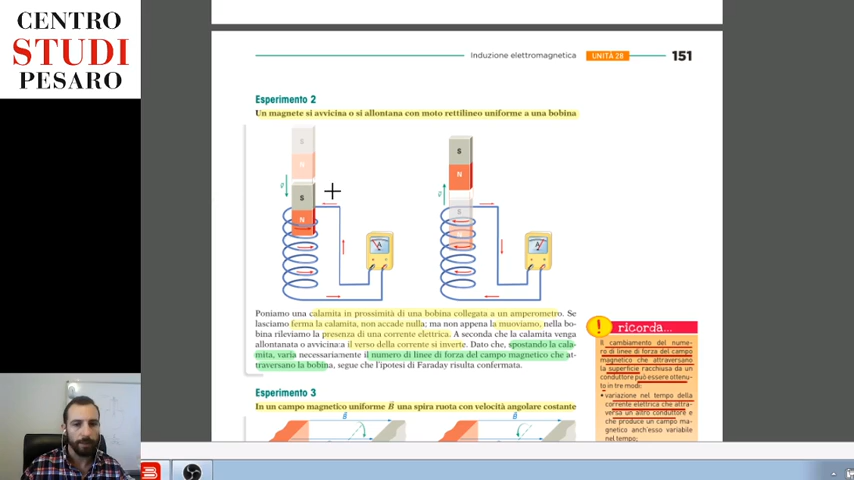 CENTRO
STUDI
PESARO
Induzione elettromagnetica
UNITÀ 28
151
Esperimento 2
Un magnete si avvicina o si allontana con moto rettilineo uniforme a una bobina
S
N
S
N
A
S
N
S
A
Poniamo una calamita in prossimità di una bobina collegata a un amperometro. Se
lasciamo ferma la calamita, non accade nulla; ma non appena la muoviamo, nella bo-
bina rileviamo la presenza di una corrente elettrica. A seconda che la calamita venga
allontanata o avvicinata il verso della corrente si inverte. Dato che, spostando la cala-
mita, varia necessariamente il numero di linee di forza del campo magnetico che at-
traversano la bobina, segue che l'ipotesi di Faraday risulta confermata.
! ricorda...
Il cambiamento del nume-
ro di linee di forza del campo
magnetico che attraversano
la superficie racchiusa da un
conduttore può essere ottenu-
to in tre modi:
• variazione nel tempo della
corrente elettrica che attra-
versa un altro conduttore e
che produce un campo ma-
gnetico anch'esso variabile
nel tempo;
Esperimento 3
In un campo magnetico uniforme B una spira ruota con velocità angolare costante
B
B